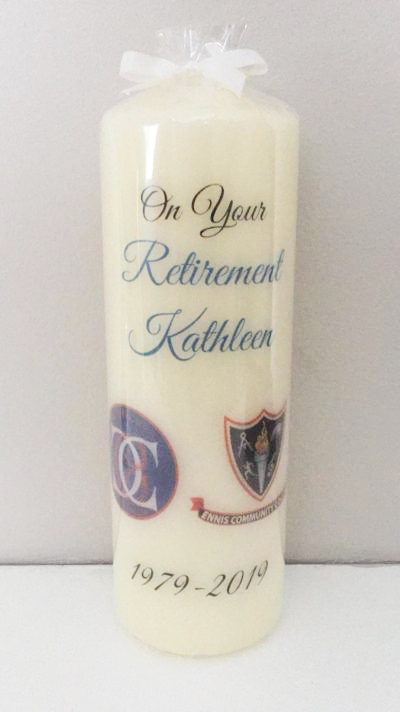 On Your
Retirement
Kathleen
ENNIS COMMUNITY
1979-2019